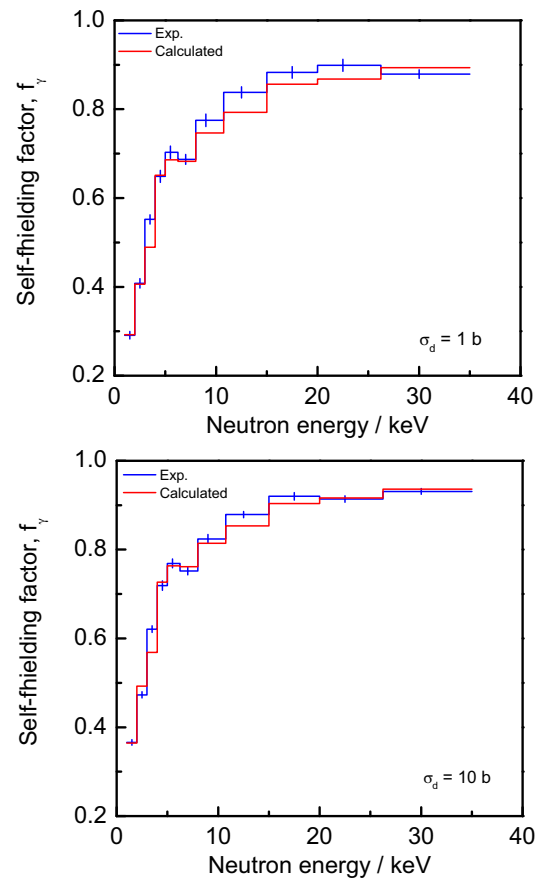 1.0
Exp.
Calculated
0.8
0.6
0.4
0.2
Self-fhielding factor, fγ
σd = 1 b
0 10 20 30 40
Neutron energy / keV
1.0
Exp.
Calculated
0.8
0.6
0.4
0.2
Self-fhielding factor, fγ
σd = 10 b
0 10 20 30 40
Neutron energy / keV